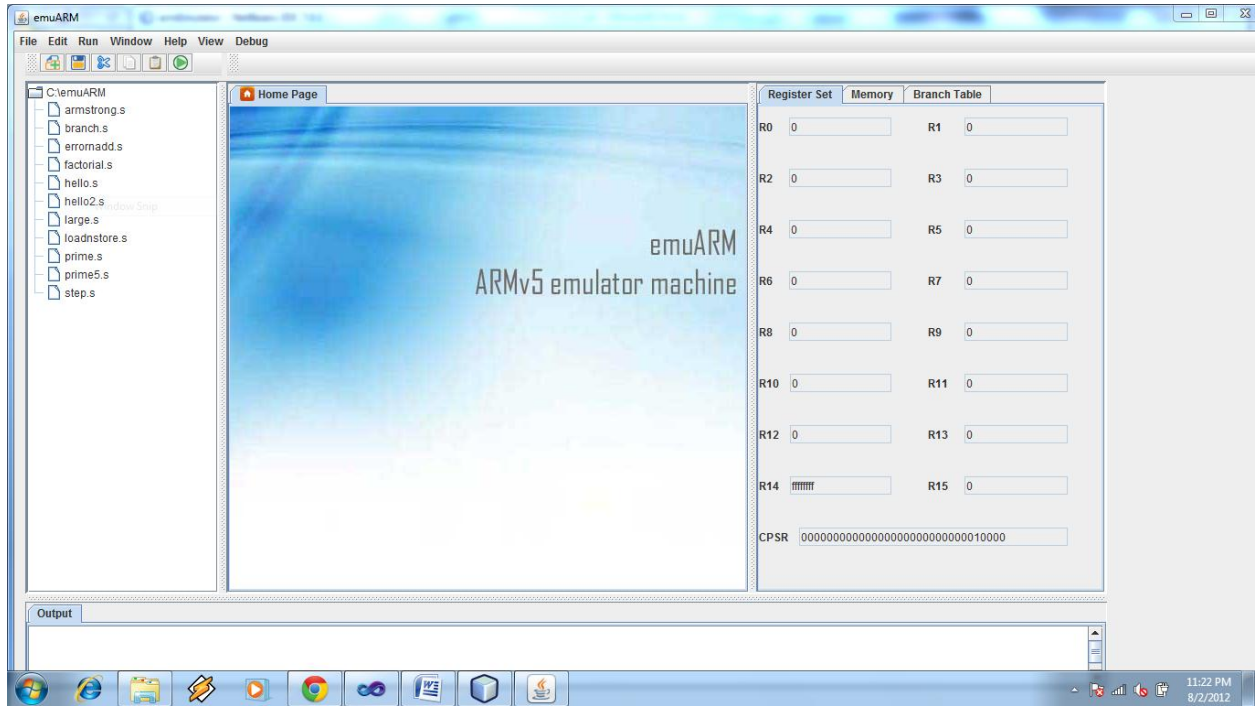 emuARM
File Edit Run Window Help View Debug
C:\emuARM
armstrong.s
branch.s
errornadd.s
factorial.s
hello.s
hello2.s
large.s
loadnstore.s
prime.s
prime5.s
step.s
Home Page
emuARM
ARMv5 emulator machine
Register Set Memory Branch Table
R0 0 R1 0
R2 0 R3 0
R4 0 R5 0
R6 0 R7 0
R8 0 R9 0
R10 0 R11 0
R12 0 R13 0
R14 ffffffff R15 0
CPSR 00000000000000000000000000010000
Output
11:22 PM
8/2/2012